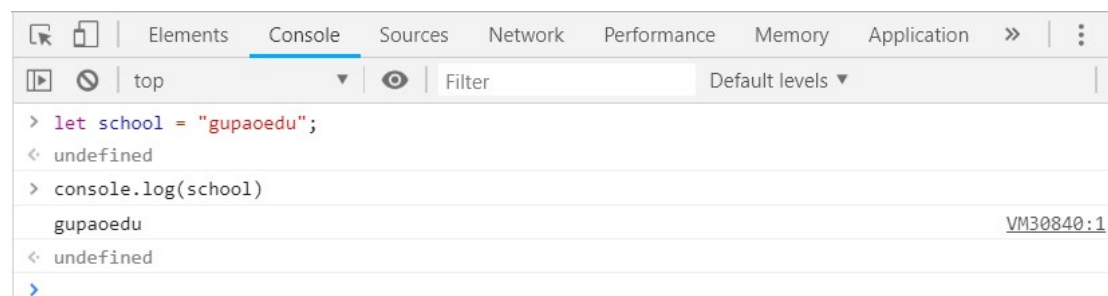 Elements Console Sources Network Performance Memory Application »
top ▼ Filter Default levels ▼
> let school = "gupaoedu";
<· undefined
> console.log(school)
gupaoedu VM30840:1
<· undefined
>